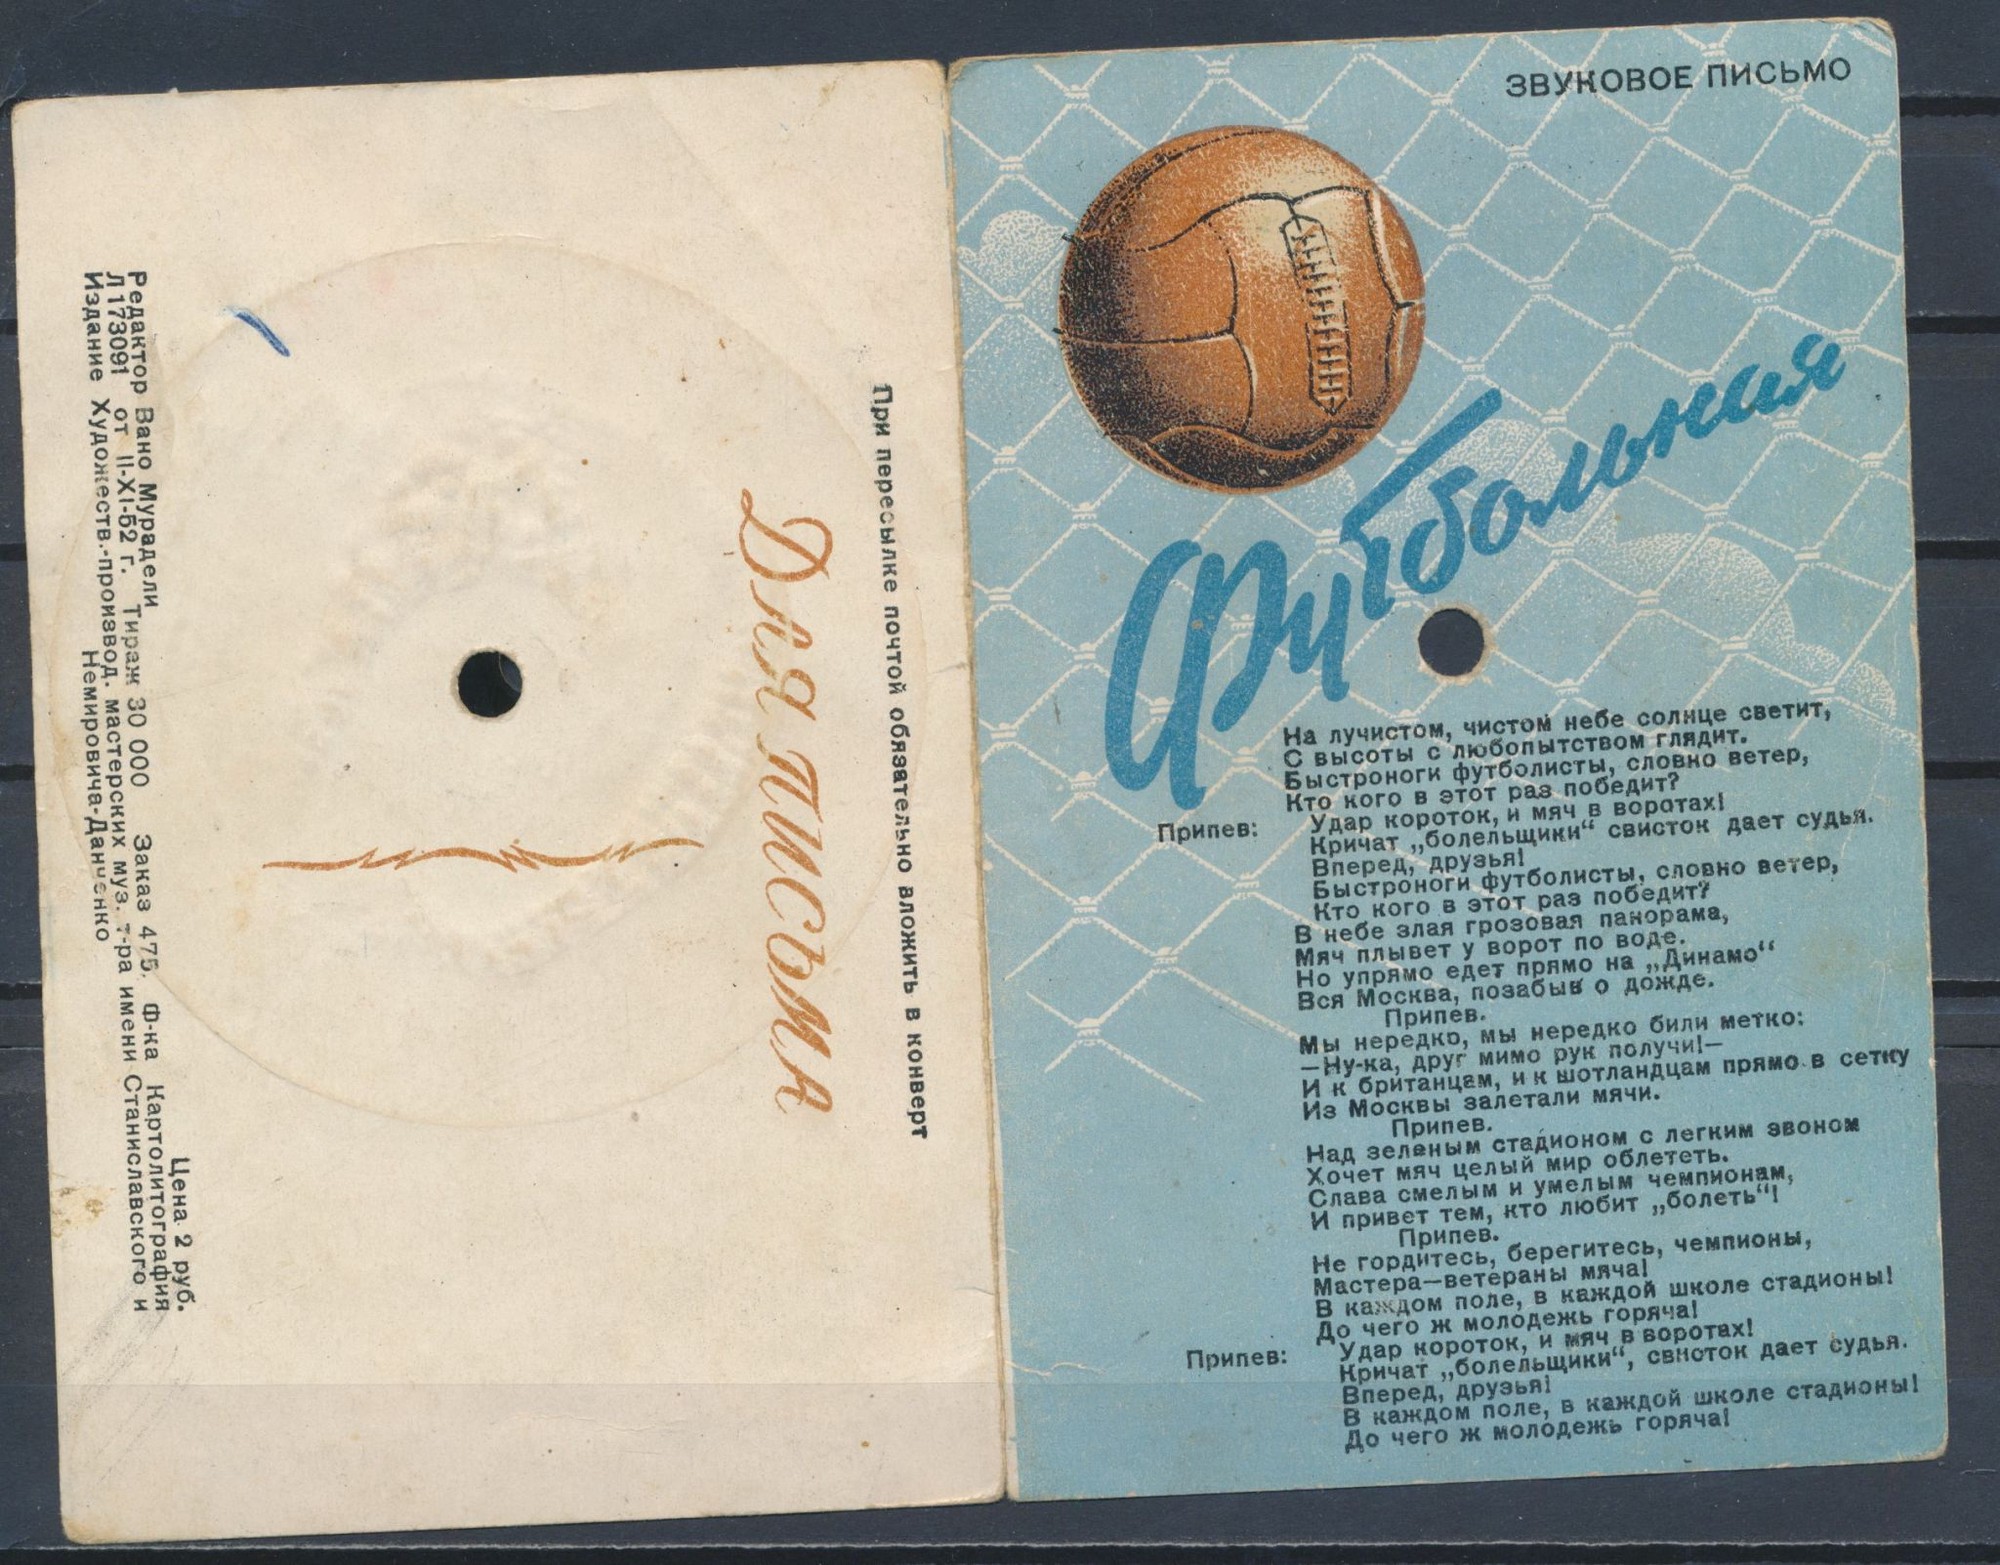 При пересылке почтой обязательно вложить в конверт
Для письма
Цена 2 руб.
Редактор Вано Мурадели Тираж 30 000 Заказ 475. Ф-ка Картолитография
Л173091 от 11-XI-52 г.
Издание Художеств.-производ. мастерских муз. т-ра имени Станиславского и
Немировича-Данченко
ЗВУКОВОЕ ПИСЬМО
Футбольная
На лучистом, чистом небе солнце светит,
С высоты с любопытством глядит.
Быстроноги футболисты, словно ветер,
Кто кого в этот раз победит?
Припев: Удар короток, и мяч в воротах!
Кричат „болельщики“ свисток дает судья.
Вперед, друзья!
Быстроноги футболисты, словно ветер,
Кто кого в этот раз победит?
В небе злая грозовая панорама,
Мяч плывет у ворот по воде.
Но упрямо едет прямо на „Динамо“
Вся Москва, позабыв о дожде.
Припев.
Мы нередко, мы нередко били метко:
—Ну-ка, друг мимо рук получи!—
И к британцам, и к шотландцам прямо в сетку
Из Москвы залетали мячи.
Припев.
Над зеленым стадионом с легким звоном
Хочет мяч целый мир облететь.
Слава смелым и умелым чемпионам,
И привет тем, кто любит „болеть“!
Припев.
Не гордитесь, берегитесь, чемпионы,
Мастера—ветераны мяча!
В каждом поле, в каждой школе стадионы!
До чего ж молодежь горяча!
Припев: Удар короток, и мяч в воротах!
Кричат „болельщики“, свисток дает судья.
Вперед, друзья!
В каждом поле, в каждой школе стадионы!
До чего ж молодежь горяча!